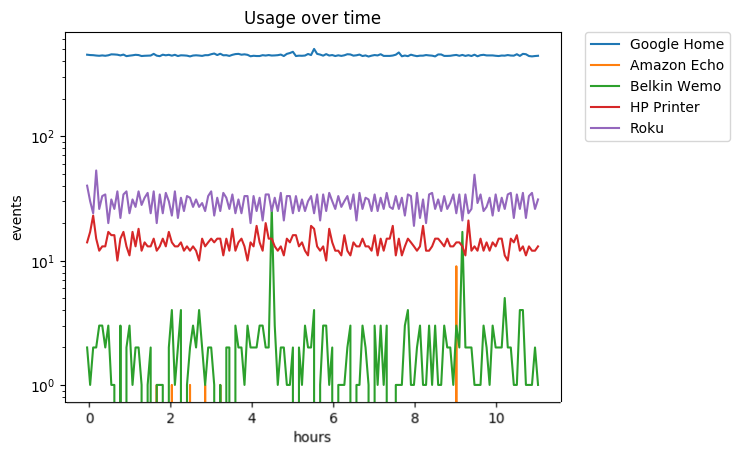 Usage over time
Google Home
Amazon Echo
Belkin Wemo
HP Printer
Roku
10²
10¹
10⁰
events
0 2 4 6 8 10
hours